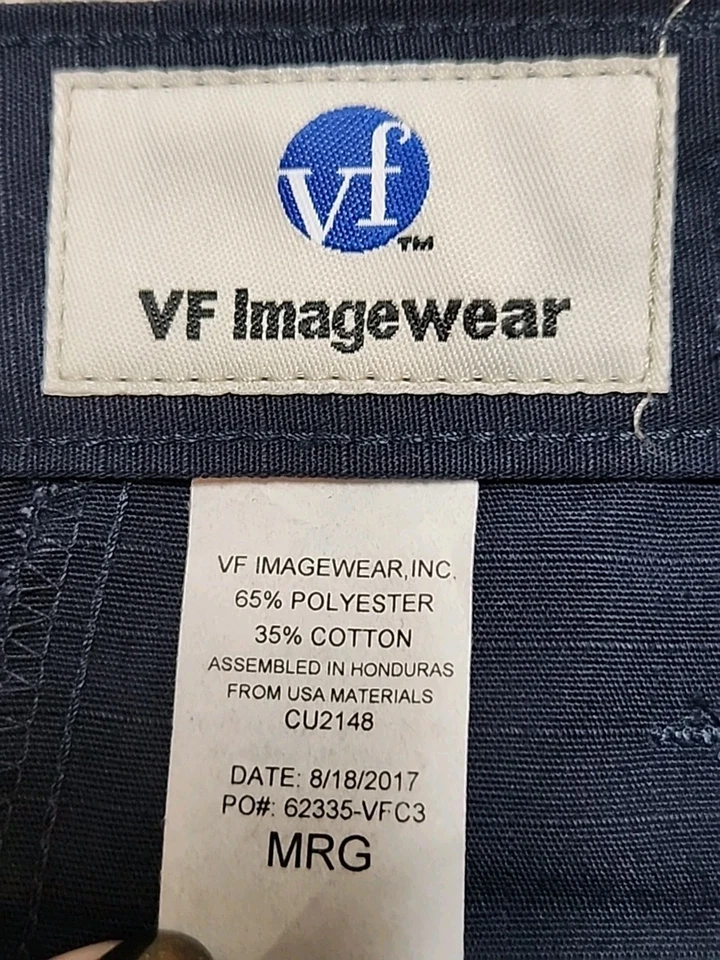 vf
TM
VF Imagewear
VF IMAGEWEAR,INC.
65% POLYESTER
35% COTTON
ASSEMBLED IN HONDURAS
FROM USA MATERIALS
CU2148
DATE: 8/18/2017
PO#: 62335-VFC3
MRG